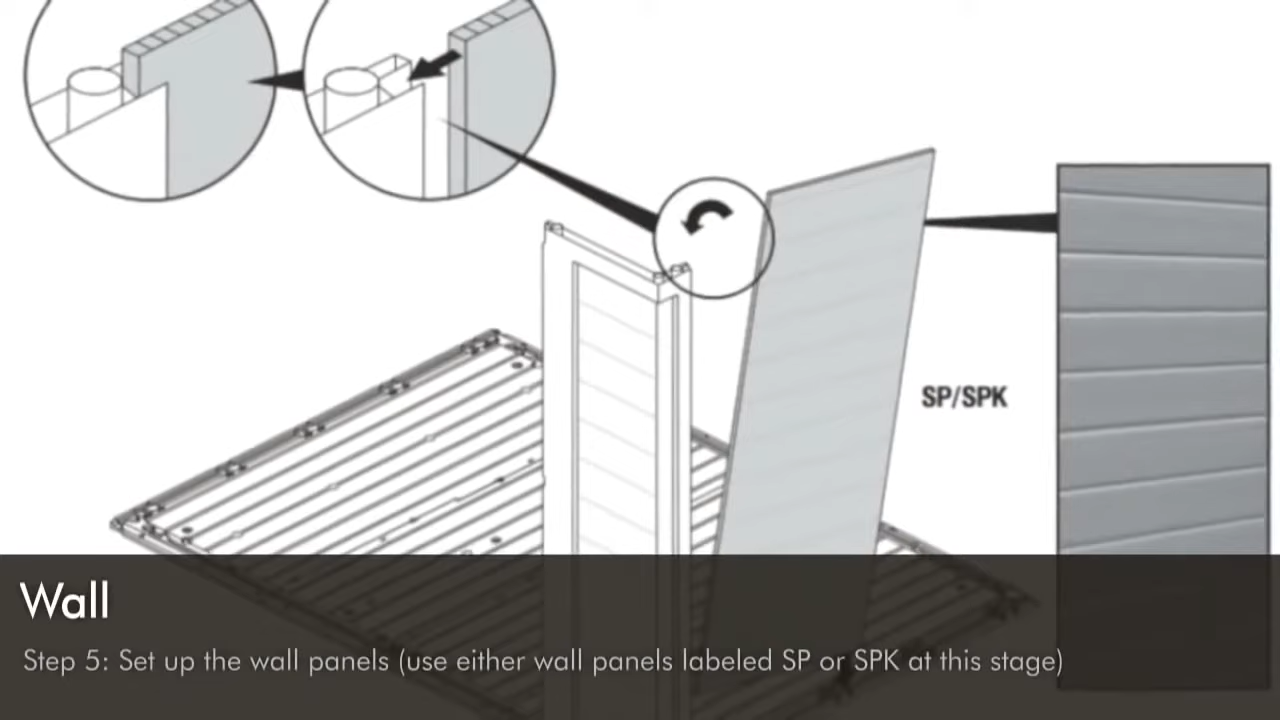 SP/SPK
Wall
Step 5: Set up the wall panels (use either wall panels labeled SP or SPK at this stage)